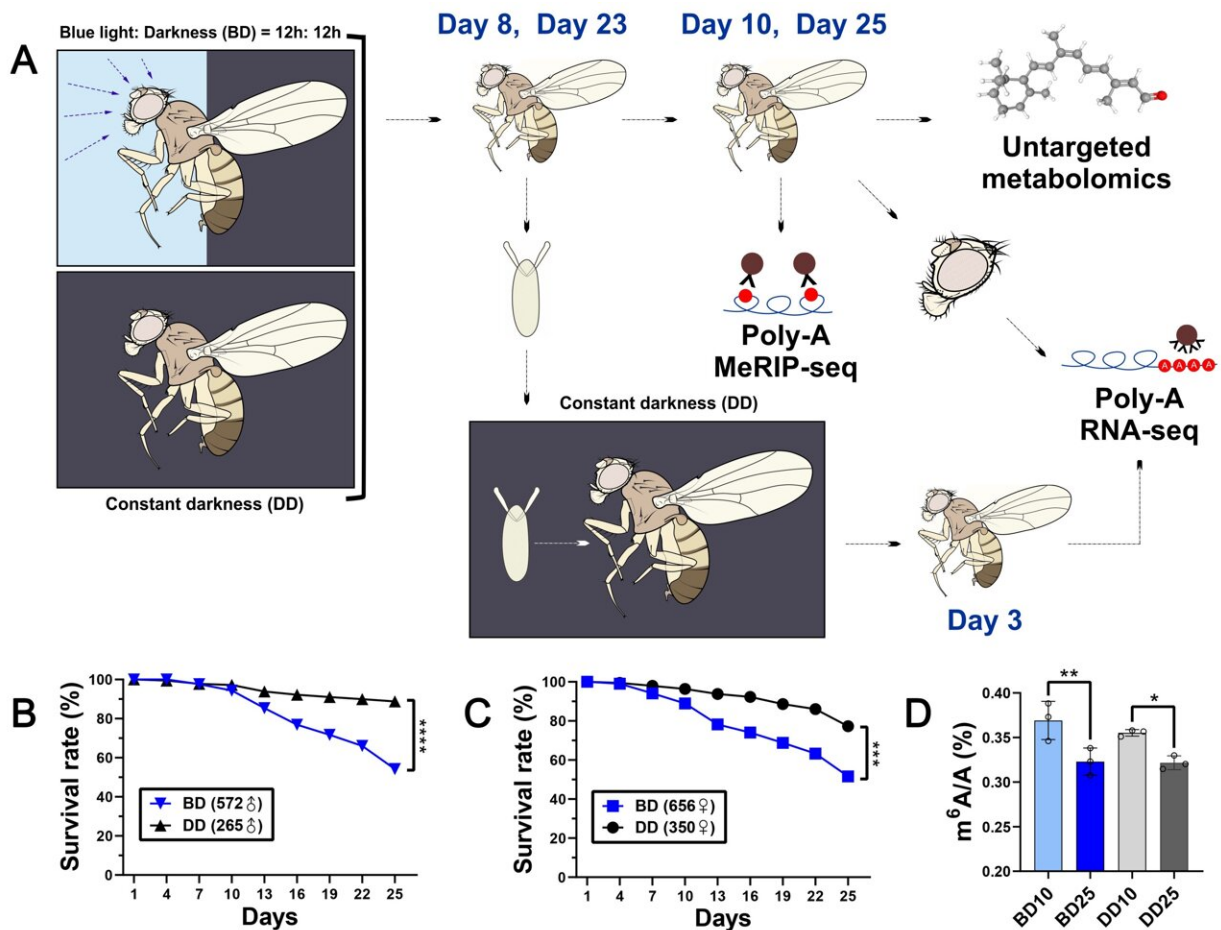 A
Blue light: Darkness (BD) = 12h: 12h
Constant darkness (DD)
Day 8, Day 23
Day 10, Day 25
Untargeted
metabolomics
Poly-A
MeRIP-seq
A A A A
Poly-A
RNA-seq
Constant darkness (DD)
Day 3
B
Survival rate (%)
100
80
60
40
20
0
BD (572♂)
DD (265♂)
****
1 4 7 10 13 16 19 22 25
Days
C
Survival rate (%)
100
80
60
40
20
0
BD (656♀)
DD (350♀)
***
1 4 7 10 13 16 19 22 25
Days
D
m⁶A/A (%)
0.40
0.35
0.30
0.25
0.20
**
*
BD10
BD25
DD10
DD25